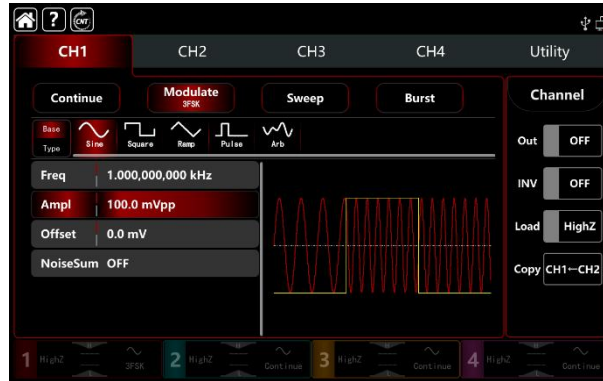 ? CNT
CH1 CH2 CH3 CH4 Utility
Continue Modulate Sweep Burst Channel
3FSK
Base
Type Sine Square Ramp Pulse Arb
Out OFF
Freq 1.000,000,000 kHz
INV OFF
Ampl 100.0 mVpp
Offset 0.0 mV
Load HighZ
NoiseSum OFF
Copy CH1←CH2
1 HighZ 3FSK 2 HighZ Continue 3 HighZ Continue 4 HighZ Continue